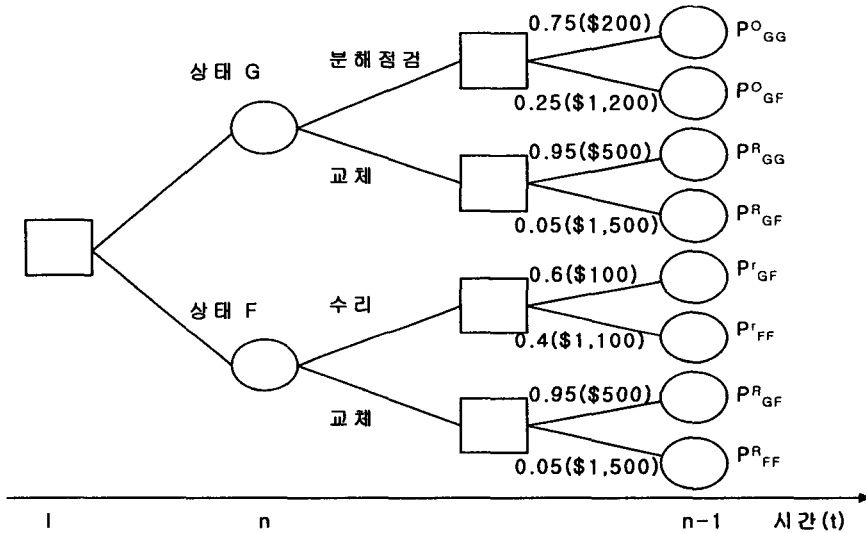 0.75($200)
P^O_GG
분해점검
상태 G
0.25($1,200)
P^O_GF
0.95($500)
P^R_GG
교체
0.05($1,500)
P^R_GF
0.6($100)
P^r_GF
상태 F
수리
0.4($1,100)
P^r_FF
0.95($500)
P^R_GF
교체
0.05($1,500)
P^R_FF
I n n-1 시간(t)